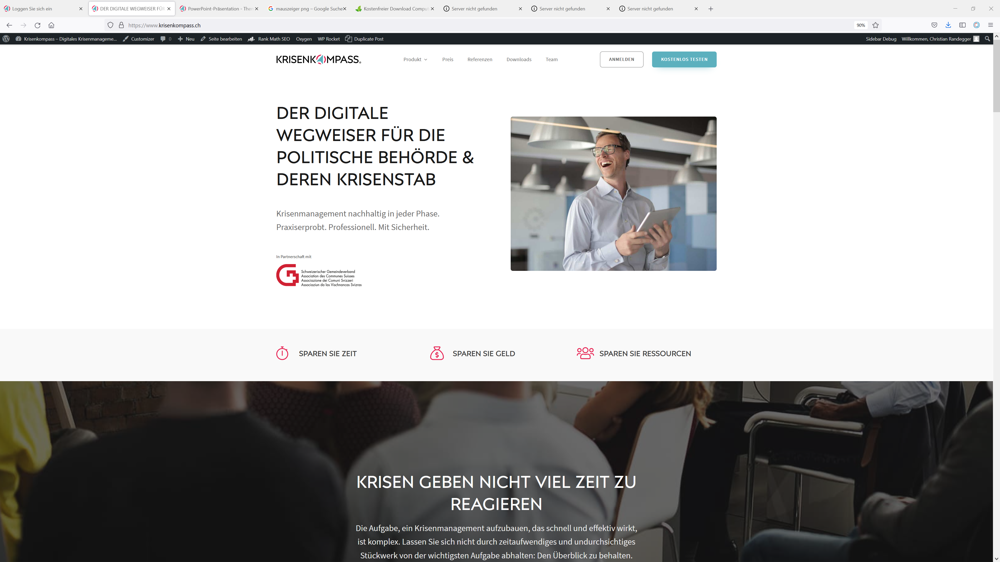 Loggen Sie sich ein
DER DIGITALE WEGWEISER FÜR
PowerPoint-Präsentation - Then
mauszeiger png – Google Suche
Kostenfreier Download Comput
Server nicht gefunden
Server nicht gefunden
Server nicht gefunden
https://www.krisenkompass.ch
90%
Krisenkompass – Digitales Krisenmanageme...
Customizer
0
Neu
Seite bearbeiten
Rank Math SEO
Oxygen
WP Rocket
Duplicate Post
Sidebar Debug
Willkommen, Christian Randegger
KRISENKOMPASS®
Produkt
Preis
Referenzen
Downloads
Team
ANMELDEN
KOSTENLOS TESTEN
DER DIGITALE
WEGWEISER FÜR DIE
POLITISCHE BEHÖRDE &
DEREN KRISENSTAB
Krisenmanagement nachhaltig in jeder Phase.
Praxiserprobt. Professionell. Mit Sicherheit.
In Partnerschaft mit
Schweizerischer Gemeindeverband
Association des Communes Suisses
Associazione dei Comuni Svizzeri
Associaziun da las Vischnancas Svizras
SPAREN SIE ZEIT
SPAREN SIE GELD
SPAREN SIE RESSOURCEN
KRISEN GEBEN NICHT VIEL ZEIT ZU
REAGIEREN
Die Aufgabe, ein Krisenmanagement aufzubauen, das schnell und effektiv wirkt,
ist komplex. Lassen Sie sich nicht durch zeitaufwendiges und undurchsichtiges
Stückwerk von der wichtigsten Aufgabe abhalten: Den Überblick zu behalten.